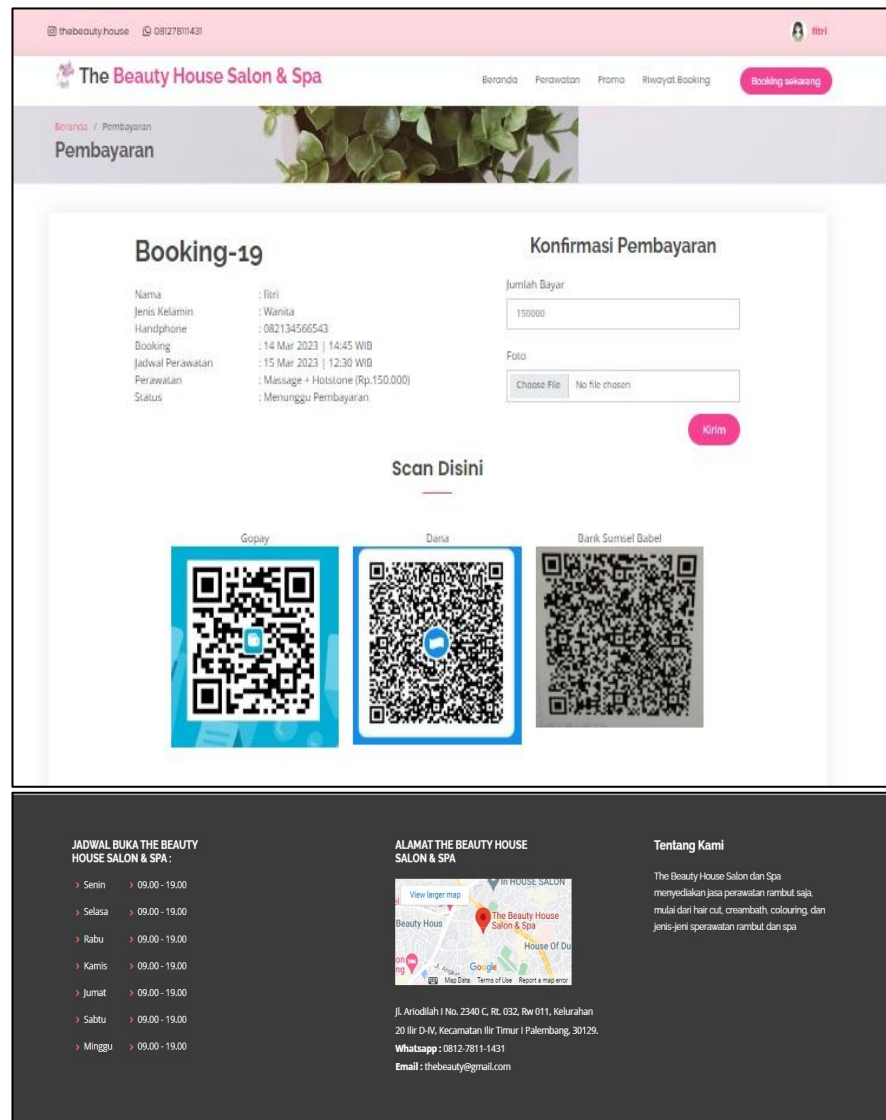 thebeauty.house 081278111431 fitri
The Beauty House Salon & Spa
Beranda Perawatan Promo Riwayat Booking Booking sekarang
Beranda / Pembayaran
Pembayaran
Booking-19
Nama : fitri
Jenis Kelamin : Wanita
Handphone : 082134566543
Booking : 14 Mar 2023 | 14:45 WIB
Jadwal Perawatan : 15 Mar 2023 | 12:30 WIB
Perawatan : Massage + Hotstone (Rp.150.000)
Status : Menunggu Pembayaran
Konfirmasi Pembayaran
Jumlah Bayar
150000
Foto
Choose File No file chosen
Kirim
Scan Disini
Gopay Dana Bank Sumsel Babel
JADWAL BUKA THE BEAUTY
HOUSE SALON & SPA :
Senin 09.00 - 19.00
Selasa 09.00 - 19.00
Rabu 09.00 - 19.00
Kamis 09.00 - 19.00
Jumat 09.00 - 19.00
Sabtu 09.00 - 19.00
Minggu 09.00 - 19.00
ALAMAT THE BEAUTY HOUSE
SALON & SPA
In HOUSE SALON
View larger map
Beauty Hous
The Beauty House
Salon & Spa
House Of Du
Google
Map Data Terms of Use Report a map error
Jl. Ariodilah I No. 2340 C, Rt. 032, Rw 011, Kelurahan
20 Ilir D-IV, Kecamatan Ilir Timur I Palembang, 30129.
Whatsapp : 0812-7811-1431
Email : thebeauty@gmail.com
Tentang Kami
The Beauty House Salon dan Spa
menyediakan jasa perawatan rambut saja,
mulai dari hair cut, creambath, colouring, dan
jenis-jeni sperawatan rambut dan spa